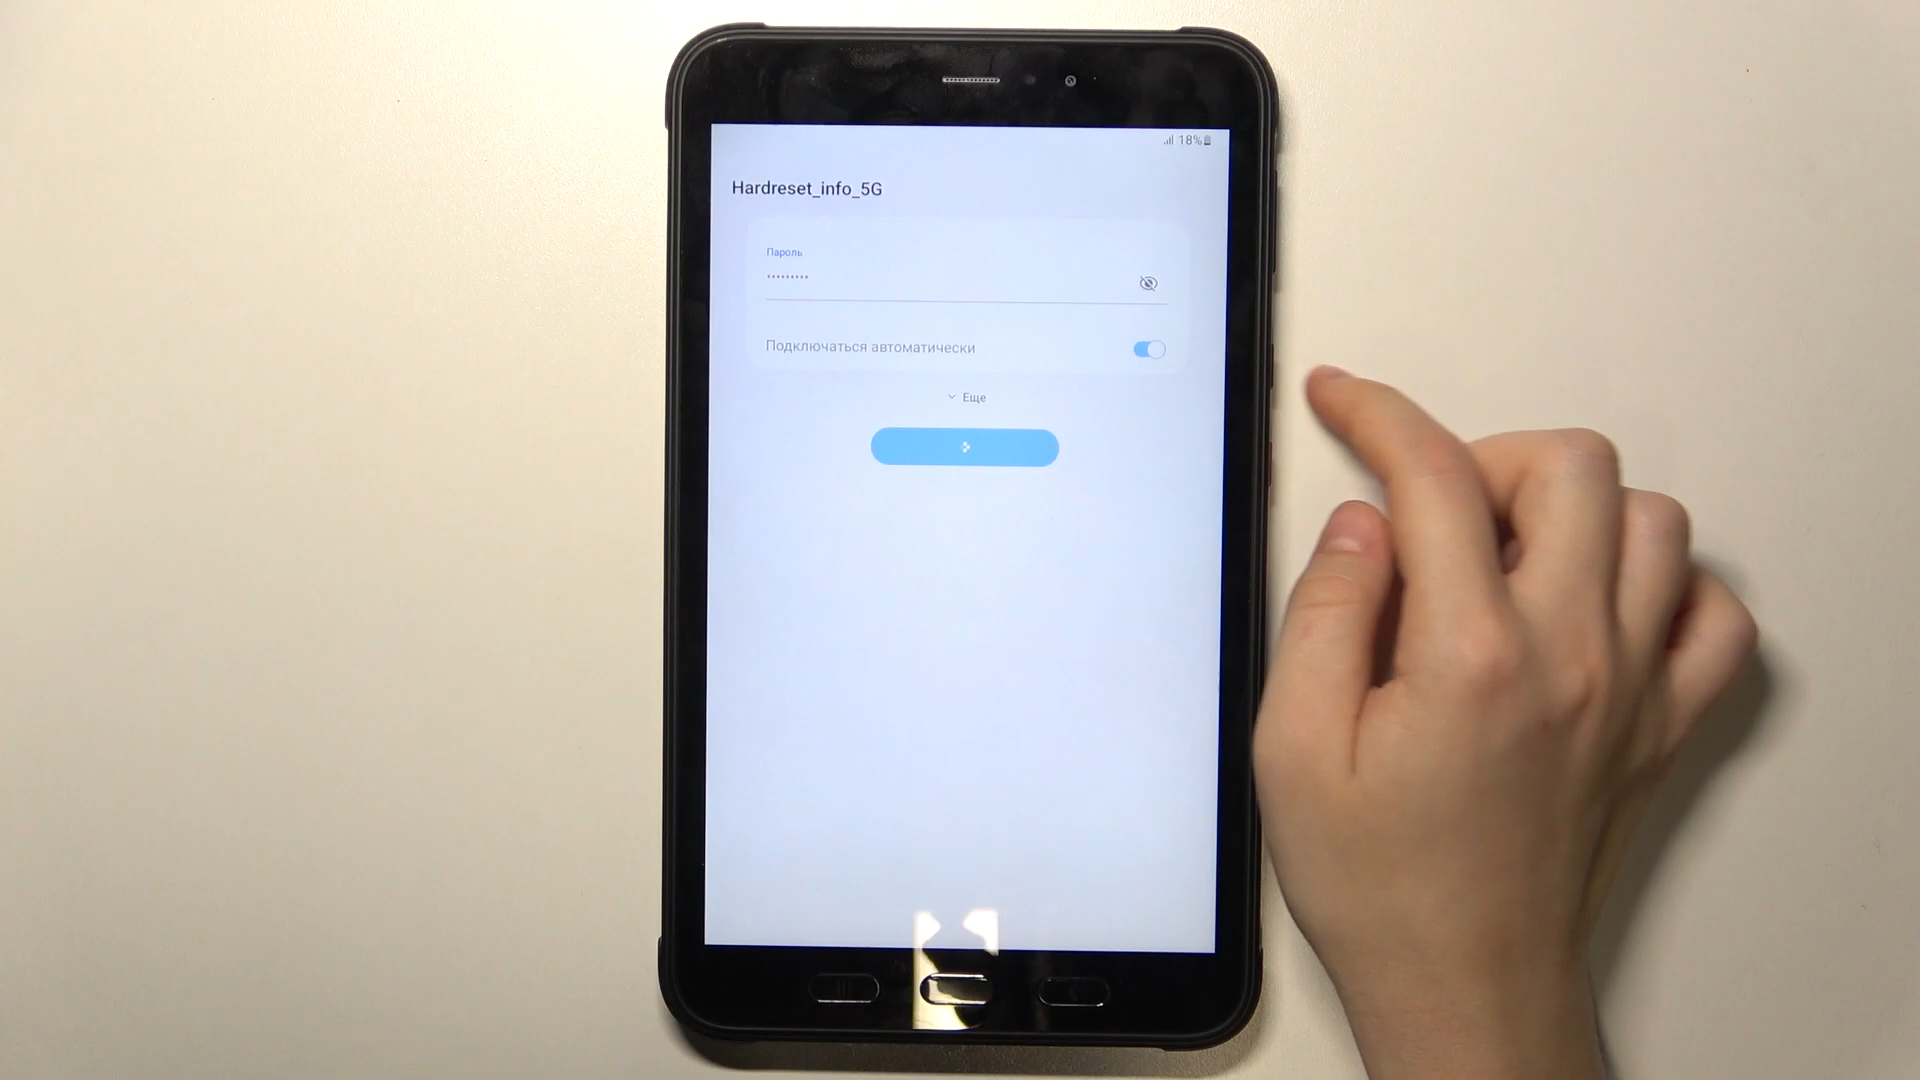 18%
Hardreset_info_5G
Пароль
•••••••••
Подключаться автоматически
Еще